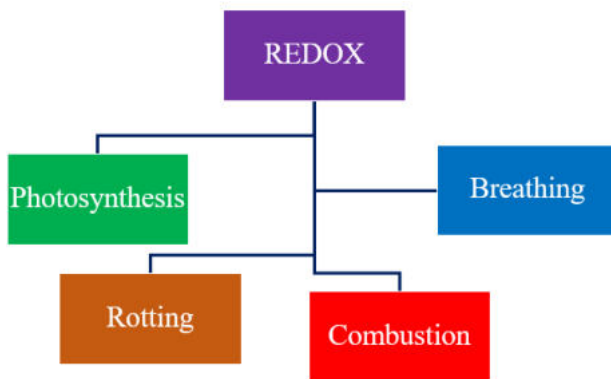 REDOX
Photosynthesis
Breathing
Rotting
Combustion